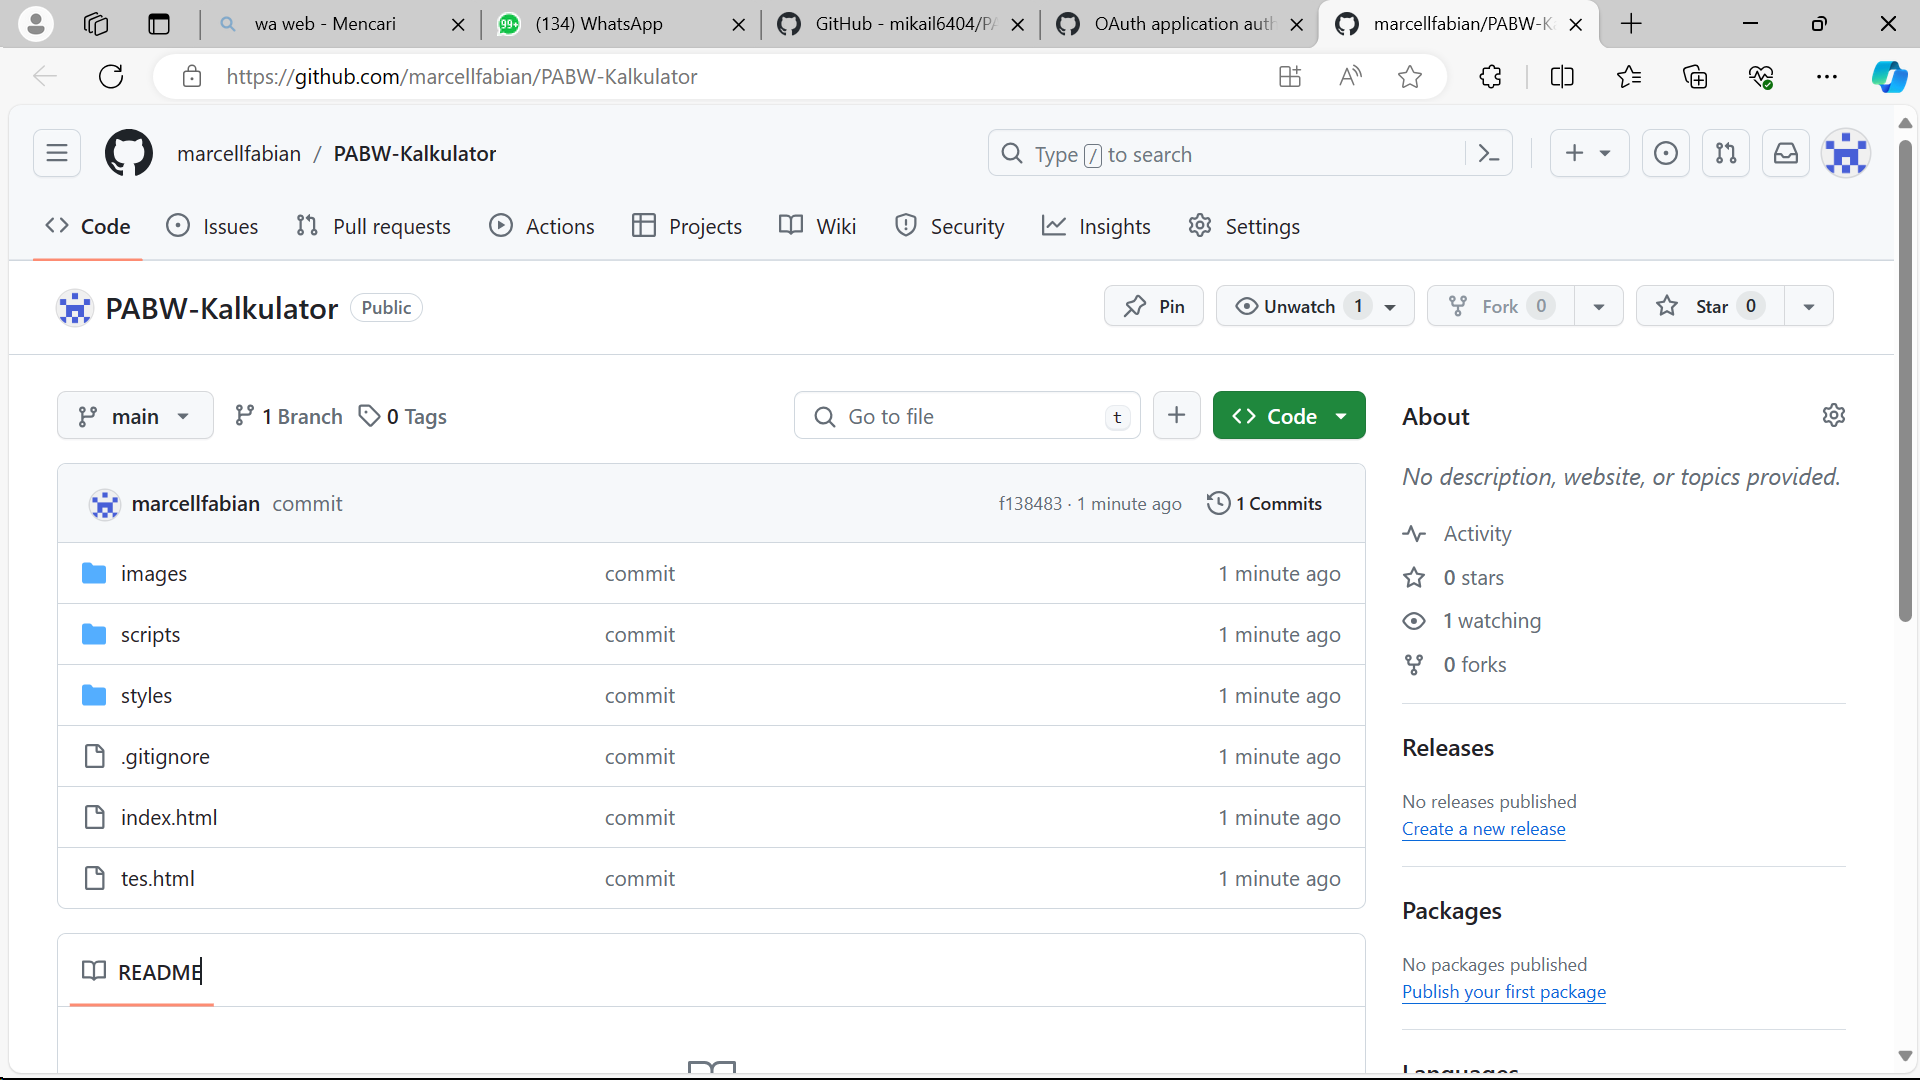 wa web - Mencari
99+ (134) WhatsApp
GitHub - mikail6404/PA
OAuth application auth
marcellfabian/PABW-Ka
https://github.com/marcellfabian/PABW-Kalkulator
marcellfabian / PABW-Kalkulator
Type / to search
Code Issues Pull requests Actions Projects Wiki Security Insights Settings
PABW-Kalkulator Public
Pin Unwatch 1 Fork 0 Star 0
main 1 Branch 0 Tags
Go to file t
Code
marcellfabian commit f138483 · 1 minute ago 1 Commits
images commit 1 minute ago
scripts commit 1 minute ago
styles commit 1 minute ago
.gitignore commit 1 minute ago
index.html commit 1 minute ago
tes.html commit 1 minute ago
README
About
No description, website, or topics provided.
Activity
0 stars
1 watching
0 forks
Releases
No releases published
Create a new release
Packages
No packages published
Publish your first package
Languages